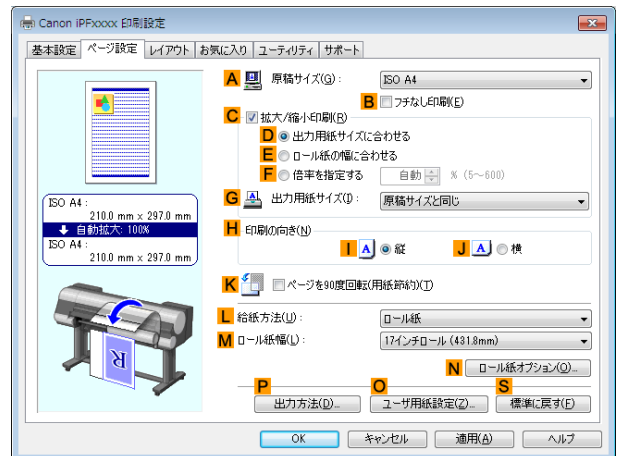 Canon iPFxxxx 印刷設定
基本設定 ページ設定 レイアウト お気に入り ユーティリティ サポート
A 原稿サイズ(G): ISO A4
B フチなし印刷(E)
C 拡大/縮小印刷(R)
D 出力用紙サイズに合わせる
E ロール紙の幅に合わせる
F 倍率を指定する 自動 % (5~600)
G 出力用紙サイズ(I): 原稿サイズと同じ
ISO A4 :
210.0 mm x 297.0 mm
自動拡大: 100%
ISO A4 :
210.0 mm x 297.0 mm
H 印刷の向き(N)
I A 縦 J A 横
K ページを90度回転(用紙節約)(T)
L 給紙方法(U): ロール紙
M ロール紙幅(L): 17インチロール (431.8mm)
N ロール紙オプション(O)...
P O S
出力方法(D)... ユーザ用紙設定(Z)... 標準に戻す(F)
R
OK キャンセル 適用(A) ヘルプ